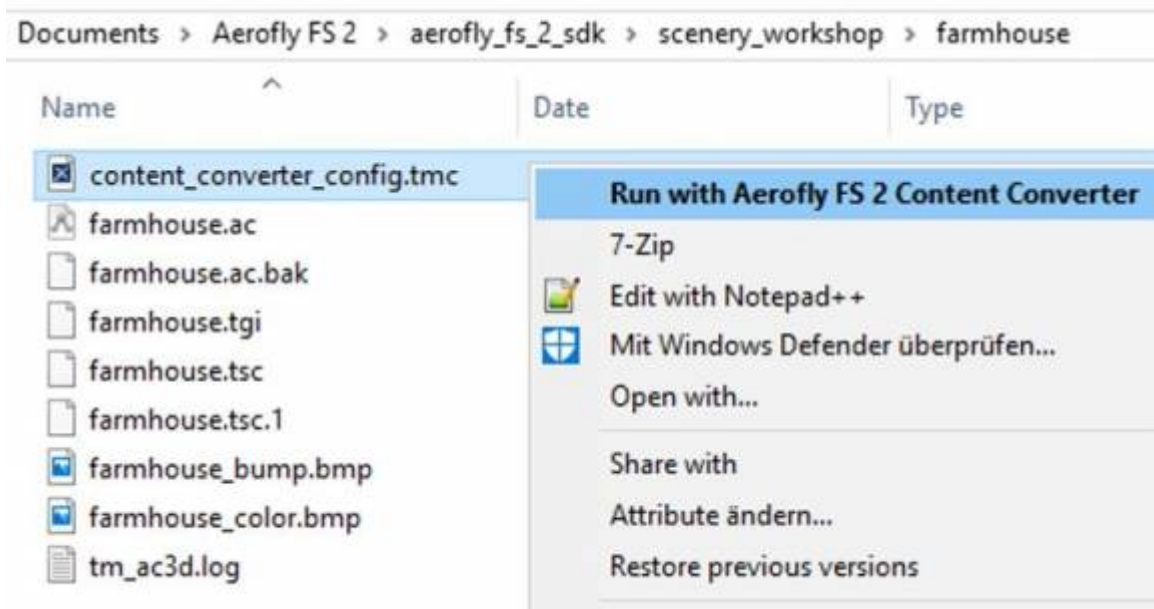 Documents > Aerofly FS 2 > aerofly_fs_2_sdk > scenery_workshop > farmhouse
Name Date Type
content_converter_config.tmc
farmhouse.ac
farmhouse.ac.bak
farmhouse.tgi
farmhouse.tsc
farmhouse.tsc.1
farmhouse_bump.bmp
farmhouse_color.bmp
tm_ac3d.log
Run with Aerofly FS 2 Content Converter
7-Zip
Edit with Notepad++
Mit Windows Defender überprüfen...
Open with...
Share with
Attribute ändern...
Restore previous versions